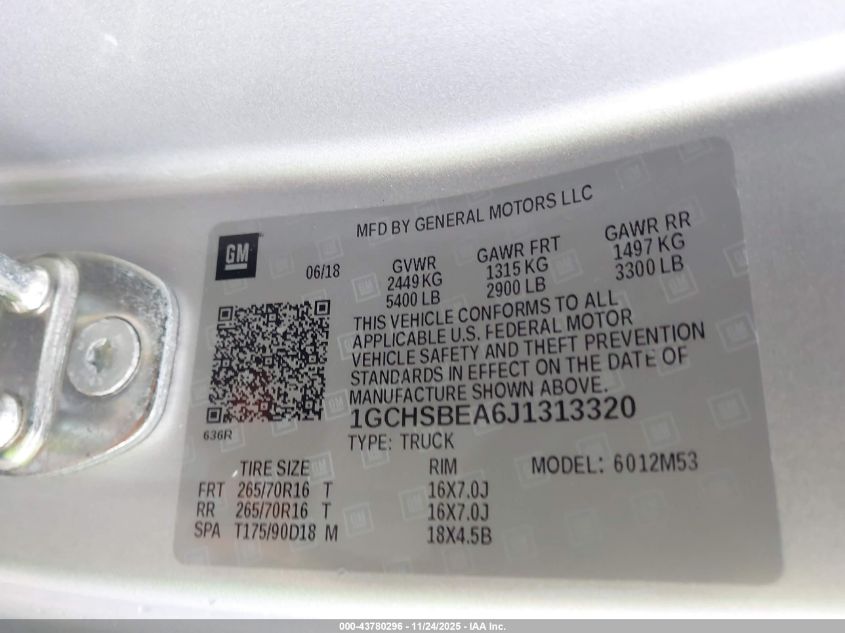 MFD BY GENERAL MOTORS LLC
GM
06/18
GVWR
2449 KG
5400 LB
GAWR FRT
1315 KG
2900 LB
GAWR RR
1497 KG
3300 LB
THIS VEHICLE CONFORMS TO ALL
APPLICABLE U.S. FEDERAL MOTOR
VEHICLE SAFETY AND THEFT PREVENTION
STANDARDS IN EFFECT ON THE DATE OF
MANUFACTURE SHOWN ABOVE.
1GCHSBEA6J1313320
636R
TYPE: TRUCK
TIRE SIZE RIM MODEL: 6012M53
FRT 265/70R16 T 16X7.0J
RR 265/70R16 T 16X7.0J
SPA T175/90D18 M 18X4.5B
000-43780296 - 11/24/2025 - IAA Inc.